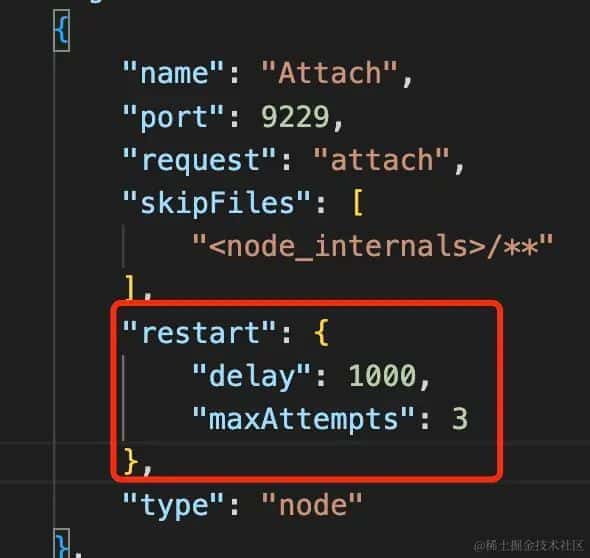 {
"name": "Attach",
"port": 9229,
"request": "attach",
"skipFiles": [
"<node_internals>/**"
],
"restart": {
"delay": 1000,
"maxAttempts": 3
},
"type": "node"
},
@稀土掘金技术社区